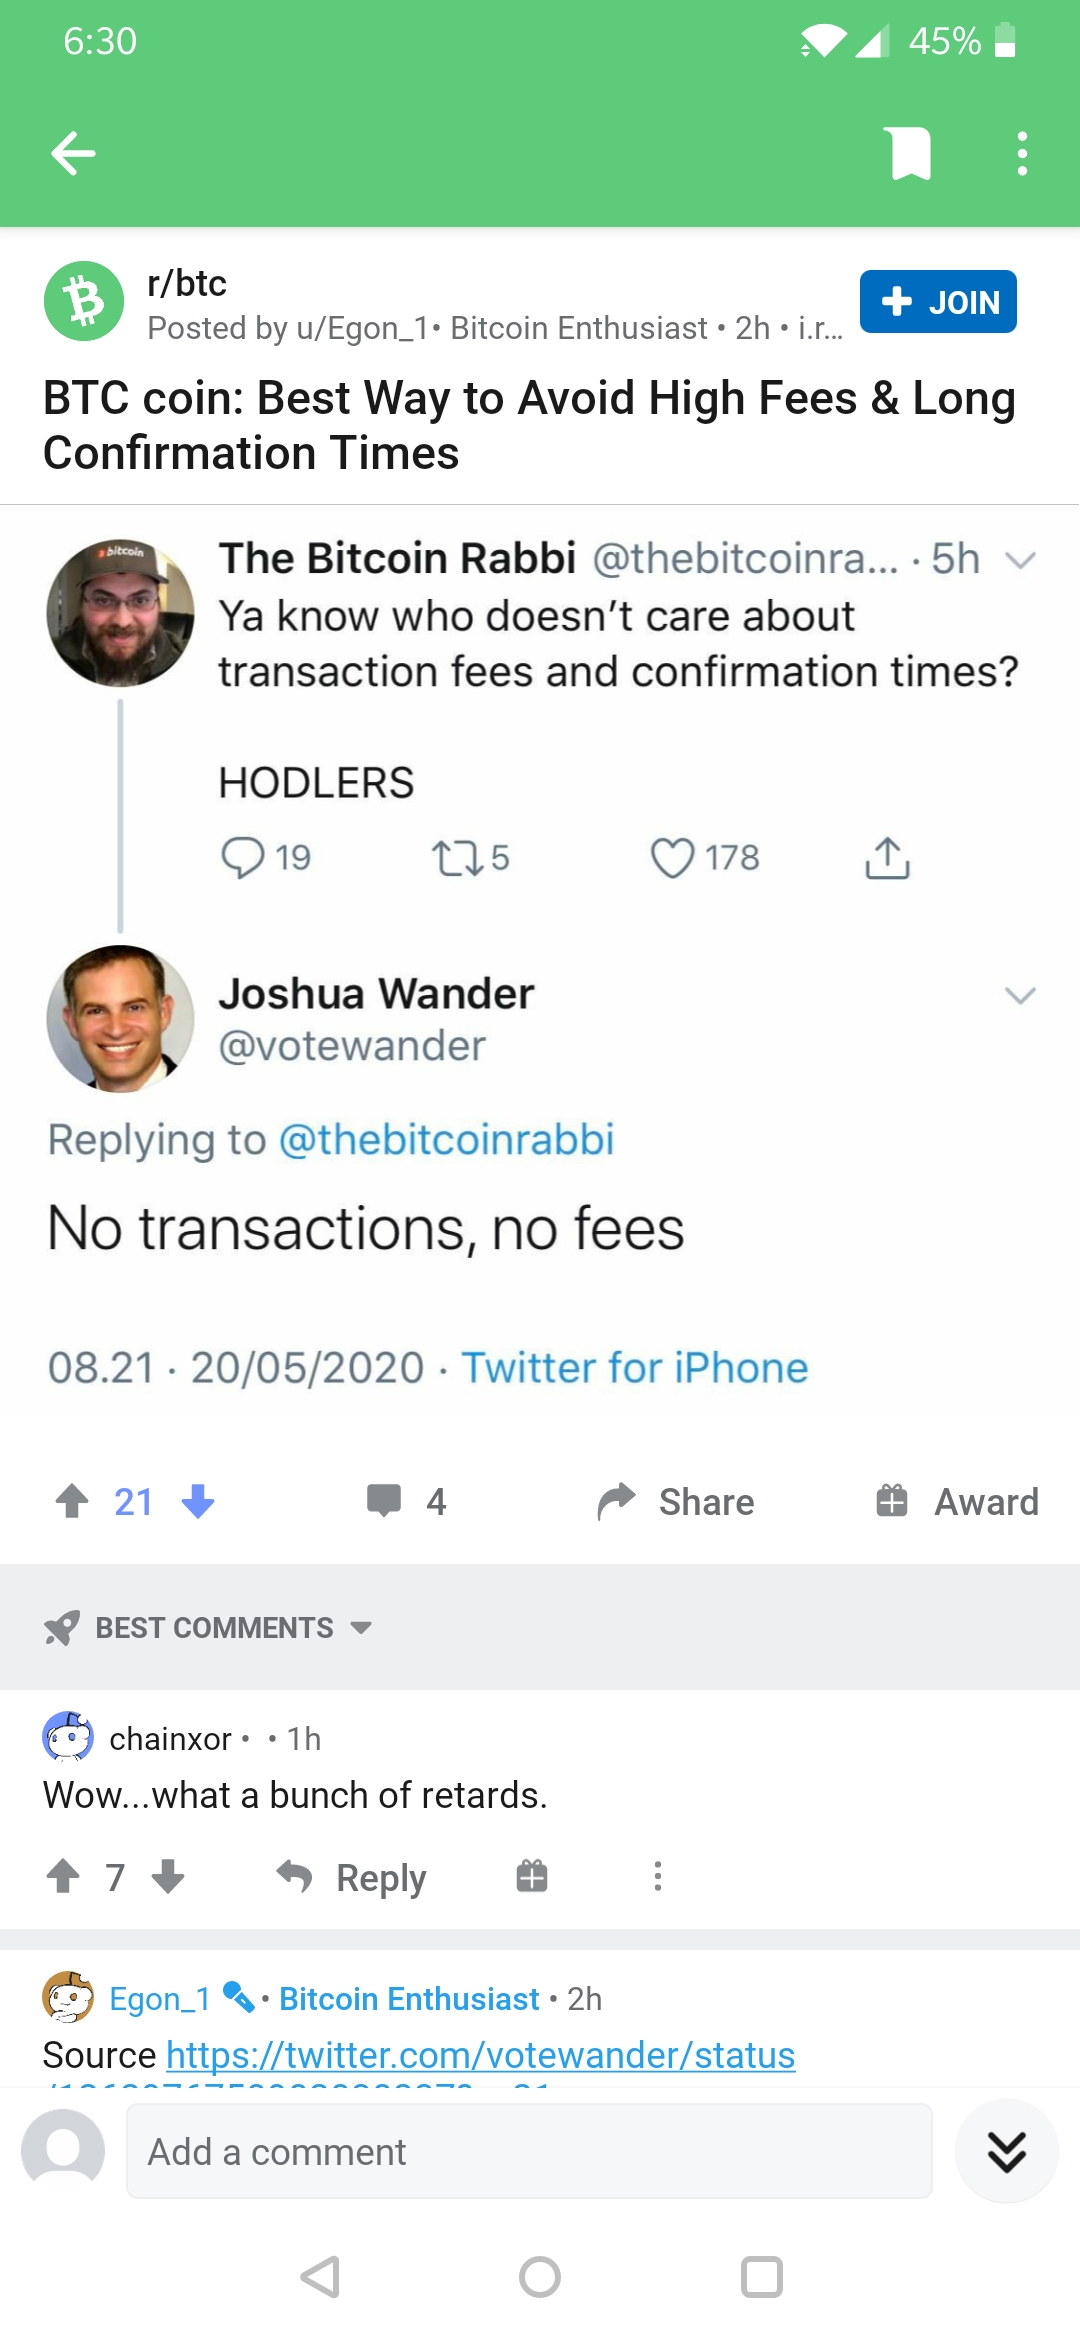 6:30 45%
r/btc
Posted by u/Egon_1• Bitcoin Enthusiast • 2h • i.r...
+ JOIN
BTC coin: Best Way to Avoid High Fees & Long
Confirmation Times
bitcoin
The Bitcoin Rabbi @thebitcoinra... · 5h
Ya know who doesn’t care about
transaction fees and confirmation times?
HODLERS
19 5 178
Joshua Wander
@votewander
Replying to @thebitcoinrabbi
No transactions, no fees
08.21 · 20/05/2020 · Twitter for iPhone
21 4 Share Award
BEST COMMENTS
chainxor • • 1h
Wow...what a bunch of retards.
7 Reply
Egon_1 • Bitcoin Enthusiast • 2h
Source https://twitter.com/votewander/status
Add a comment